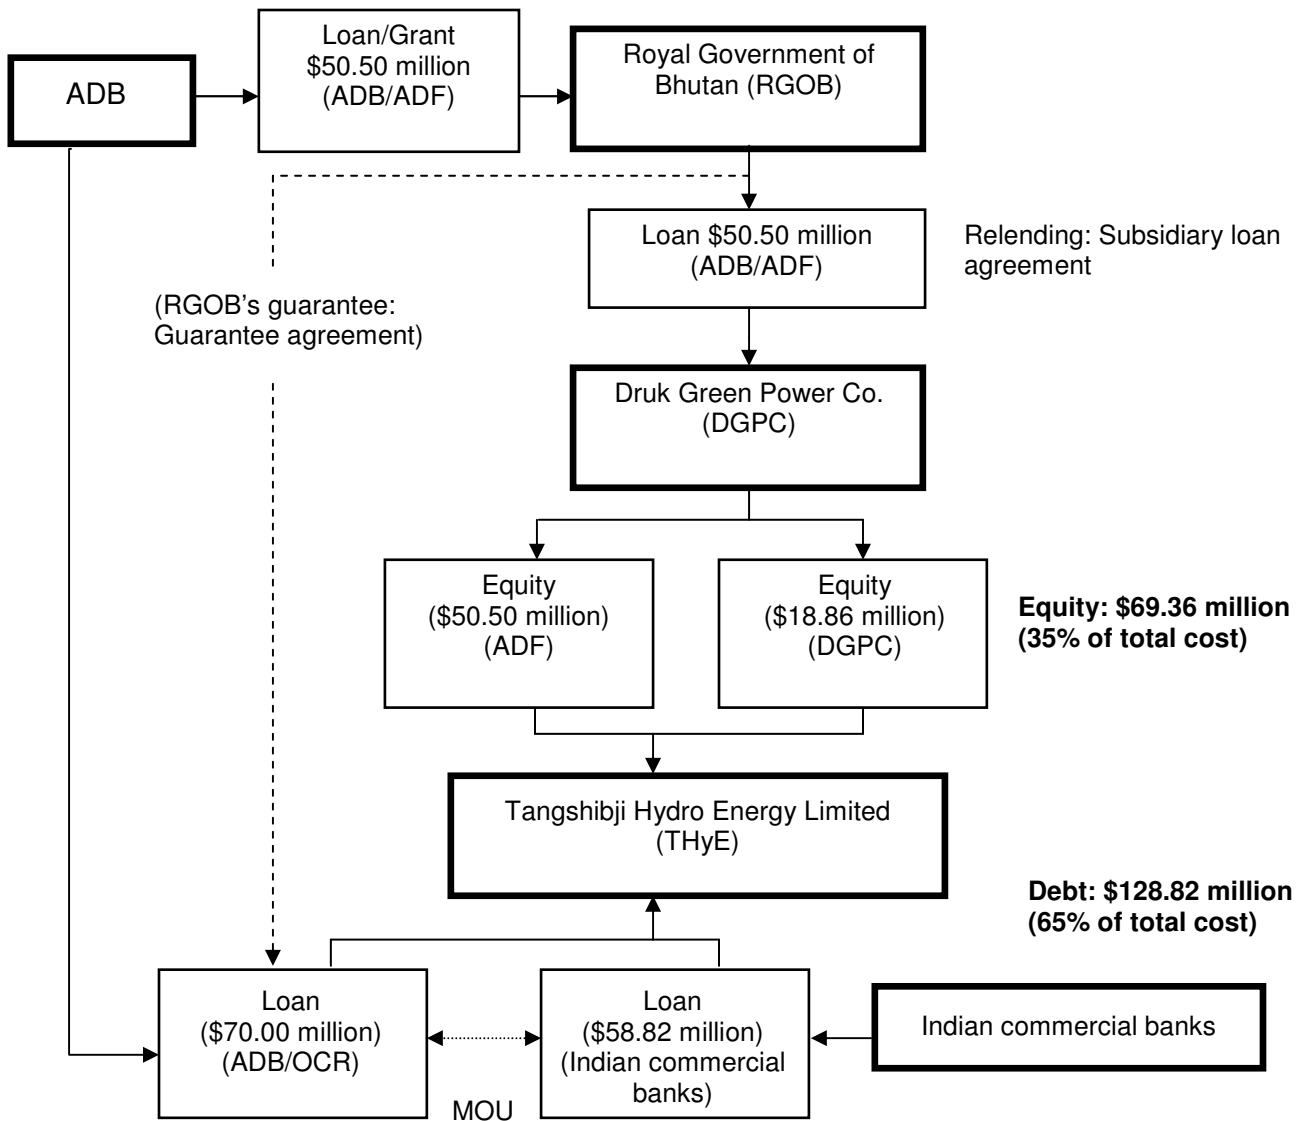 ADB
Loan/Grant
$50.50 million
(ADB/ADF)
Royal Government of
Bhutan (RGOB)
Loan $50.50 million
(ADB/ADF)
Relending: Subsidiary loan
agreement
(RGOB’s guarantee:
Guarantee agreement)
Druk Green Power Co.
(DGPC)
Equity
($50.50 million)
(ADF)
Equity
($18.86 million)
(DGPC)
Equity: $69.36 million
(35% of total cost)
Tangshibji Hydro Energy Limited
(THyE)
Debt: $128.82 million
(65% of total cost)
Loan
($70.00 million)
(ADB/OCR)
MOU
Loan
($58.82 million)
(Indian commercial
banks)
Indian commercial banks